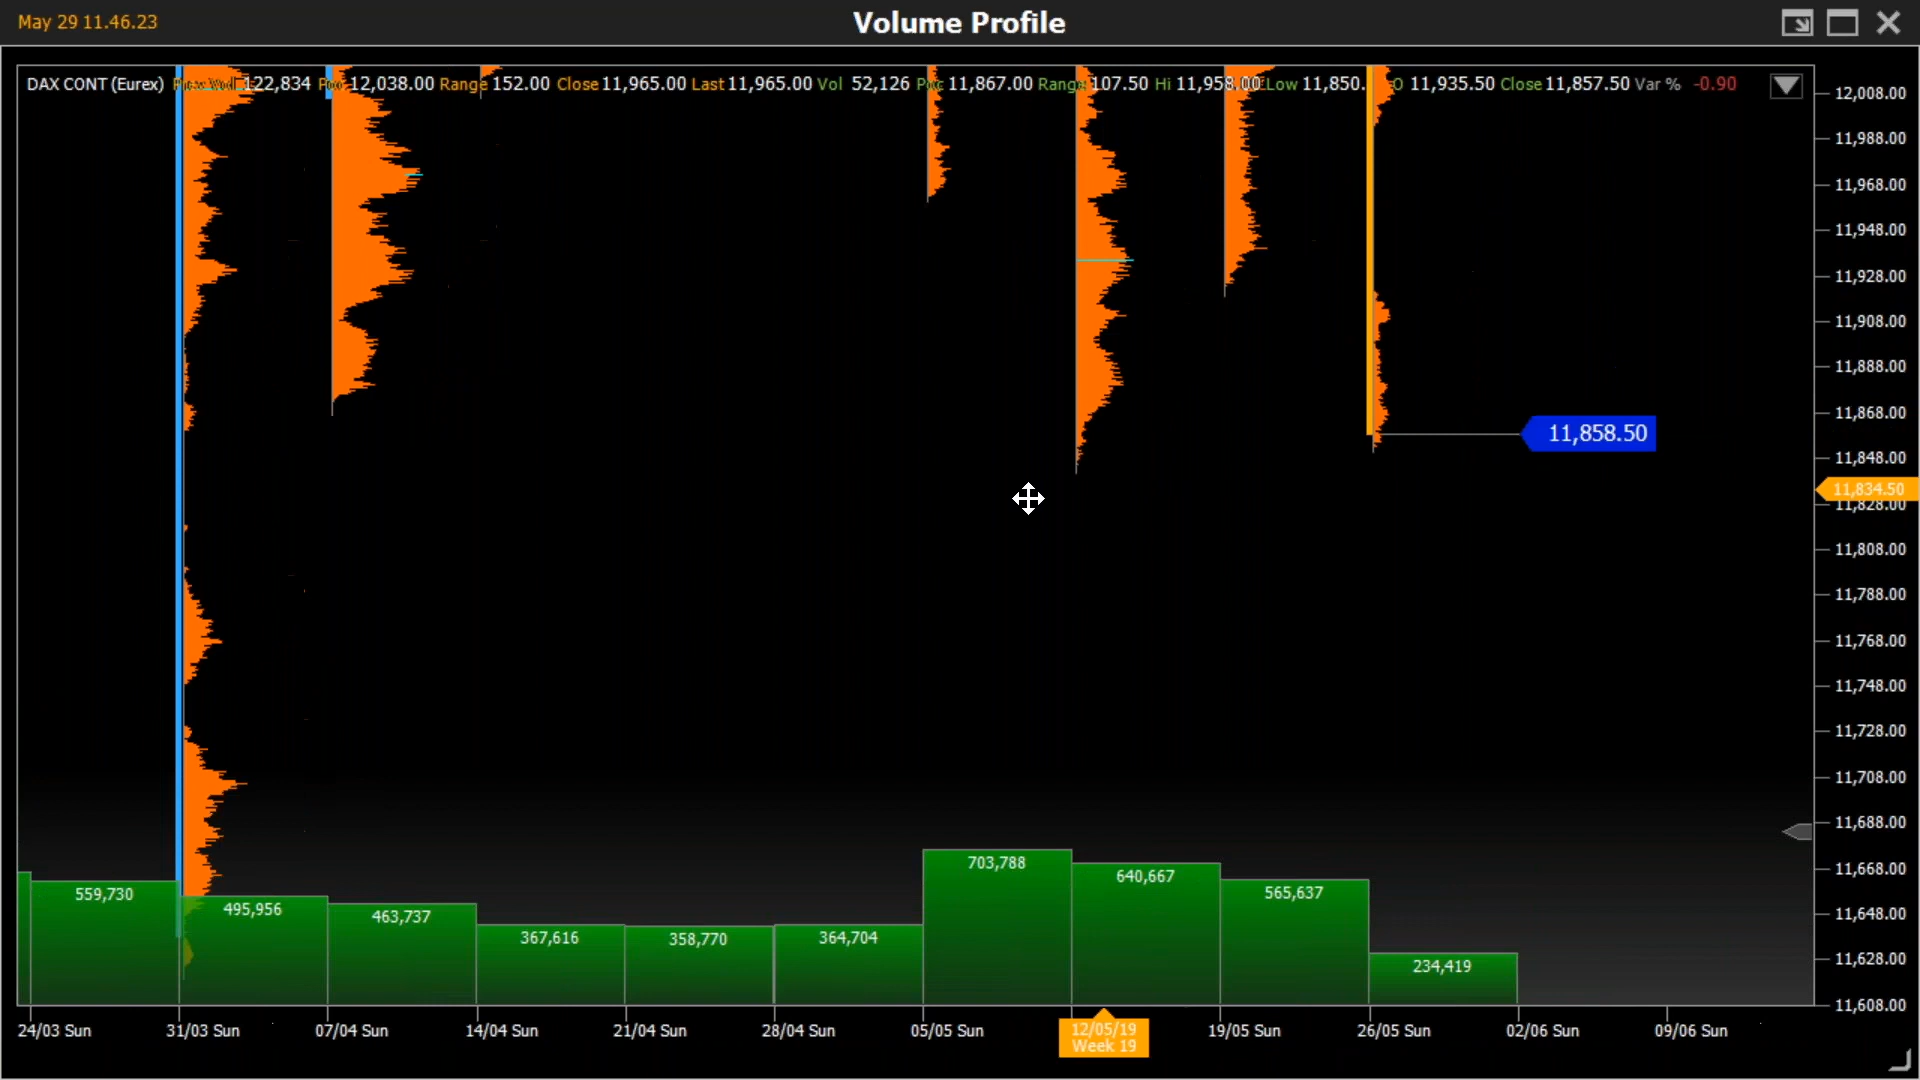 May 29 11.46.23
Volume Profile
DAX CONT (Eurex) 122,834 12,038.00 Range 152.00 Close 11,965.00 Last 11,965.00 Vol 52,126 Poc 11,867.00 Range 107.50 Hi 11,958.00 Low 11,850. O 11,935.50 Close 11,857.50 Var % -0.90
12,008.00
11,988.00
11,968.00
11,948.00
11,928.00
11,908.00
11,888.00
11,868.00
11,858.50
11,848.00
11,834.50
11,828.00
11,808.00
11,788.00
11,768.00
11,748.00
11,728.00
11,708.00
11,688.00
11,668.00
11,648.00
11,628.00
11,608.00
559,730
495,956
463,737
367,616
358,770
364,704
703,788
640,667
565,637
234,419
24/03 Sun
31/03 Sun
07/04 Sun
14/04 Sun
21/04 Sun
28/04 Sun
05/05 Sun
12/05/19
Week 19
19/05 Sun
26/05 Sun
02/06 Sun
09/06 Sun